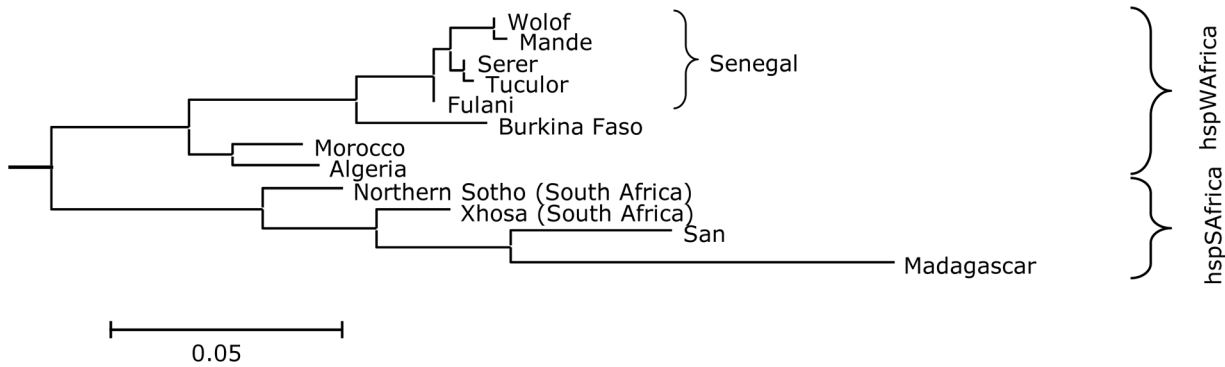 Wolof
Mande
Serer
Tuculor
Fulani
Senegal
Burkina Faso
Morocco
Algeria
Northern Sotho (South Africa)
Xhosa (South Africa)
San
Madagascar
hspWAfrica
hspSAfrica
0.05